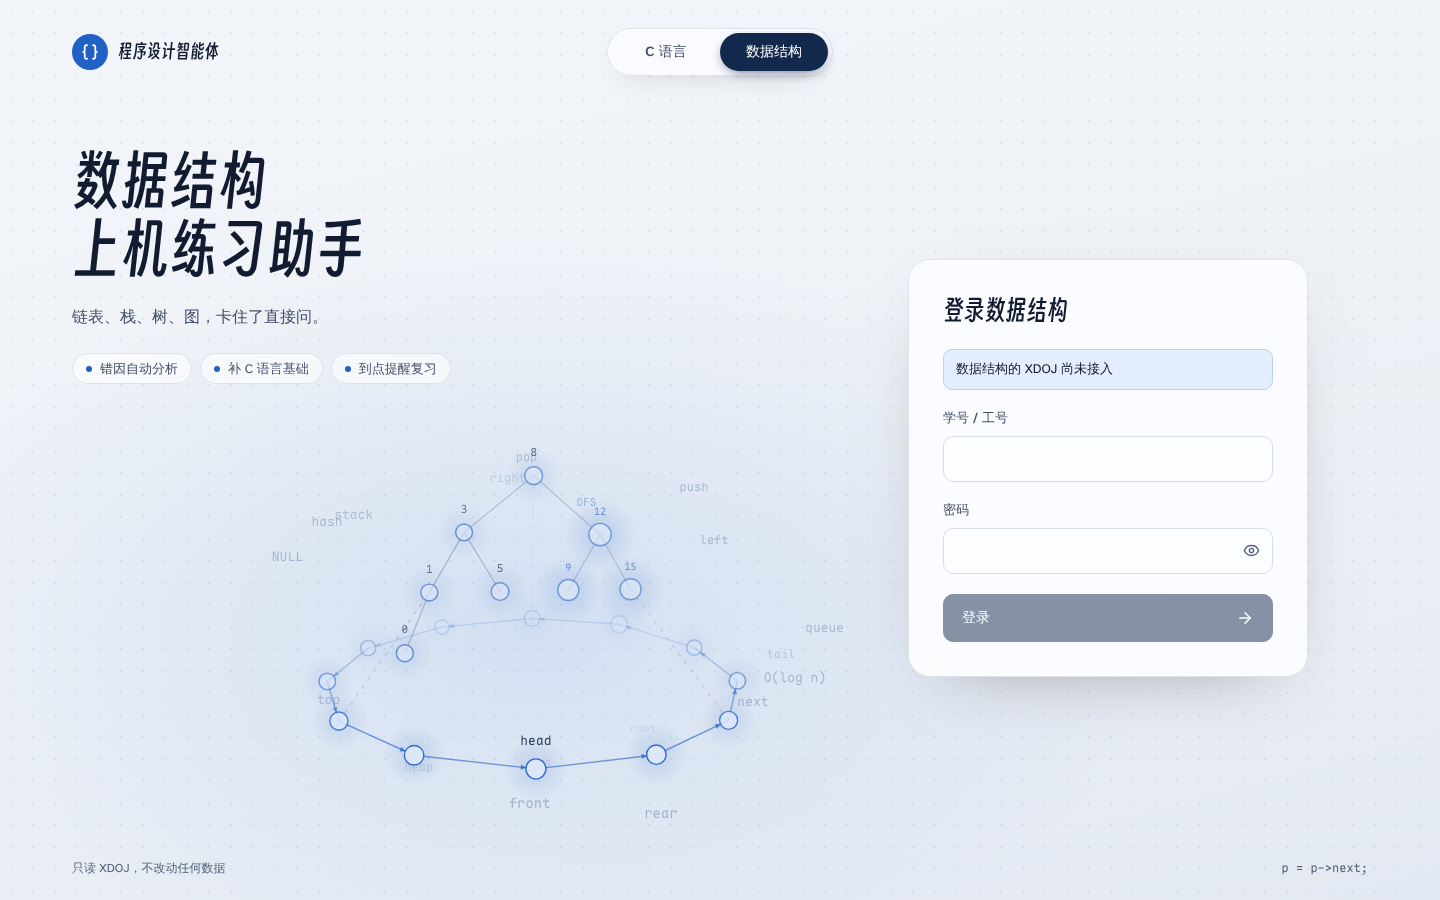 { } 程序设计智能体
C 语言
数据结构
数据结构
上机练习助手
链表、栈、树、图，卡住了直接问。
错因自动分析
补 C 语言基础
到点提醒复习
登录数据结构
数据结构的 XDOJ 尚未接入
学号 / 工号
密码
登录
8
pop
right
push
DFS
12
3
stack
hash
NULL
left
1
5
9
15
0
queue
tail
O(log n)
top
next
root
head
heap
front
rear
只读 XDOJ，不改动任何数据
p = p->next;